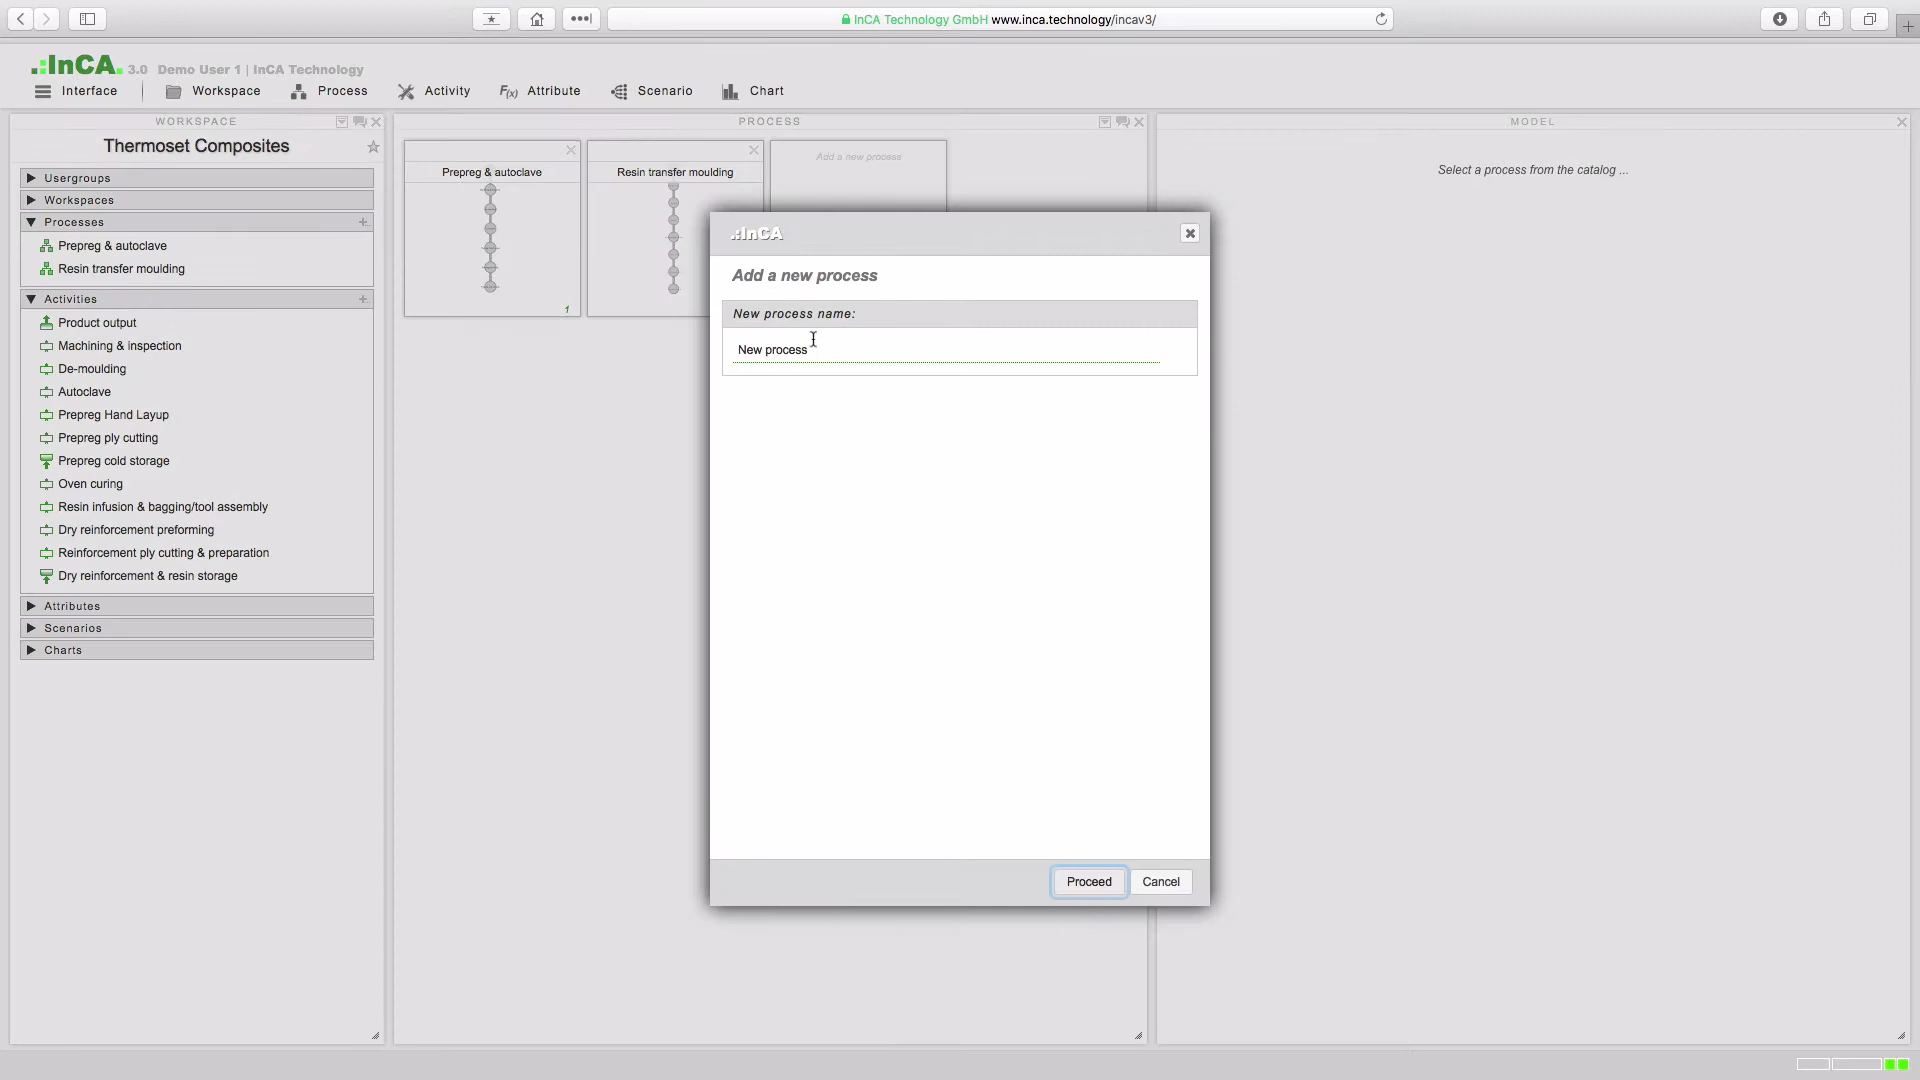 InCA Technology GmbH www.inca.technology/incav3/
.:InCA. 3.0 Demo User 1 | InCA Technology
Interface Workspace Process Activity F(x) Attribute Scenario Chart
WORKSPACE
Thermoset Composites
Usergroups
Workspaces
Processes
Prepreg & autoclave
Resin transfer moulding
Activities
Product output
Machining & inspection
De-moulding
Autoclave
Prepreg Hand Layup
Prepreg ply cutting
Prepreg cold storage
Oven curing
Resin infusion & bagging/tool assembly
Dry reinforcement preforming
Reinforcement ply cutting & preparation
Dry reinforcement & resin storage
Attributes
Scenarios
Charts
PROCESS
Prepreg & autoclave
1
Resin transfer moulding
Add a new process
MODEL
Select a process from the catalog ...
.:InCA
Add a new process
New process name:
New process
Proceed Cancel